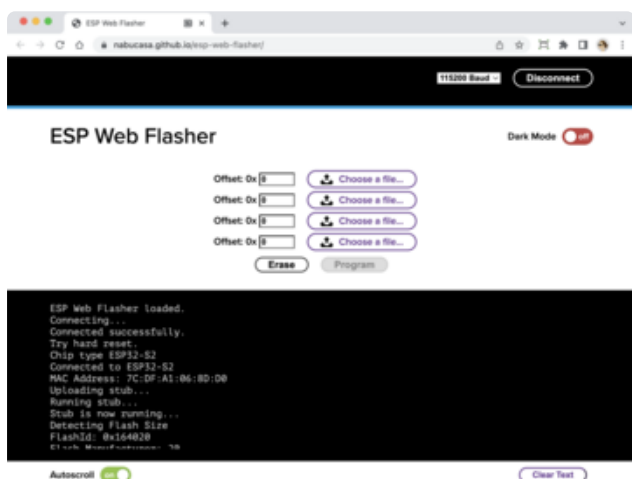 ESP Web Flasher
nabucasa.github.io/esp-web-flasher/
115200 Baud
Disconnect
ESP Web Flasher
Dark Mode off
Offset: 0x 0 Choose a file...
Offset: 0x 0 Choose a file...
Offset: 0x 0 Choose a file...
Offset: 0x 0 Choose a file...
Erase Program
ESP Web Flasher loaded.
Connecting...
Connected successfully.
Try hard reset.
Chip type ESP32-S2
Connected to ESP32-S2
MAC Address: 7C:DF:A1:06:8D:D0
Uploading stub...
Running stub...
Stub is now running...
Detecting Flash Size
FlashId: 0x164020
Flash Manufacturer: 20
Autoscroll on
Clear Text